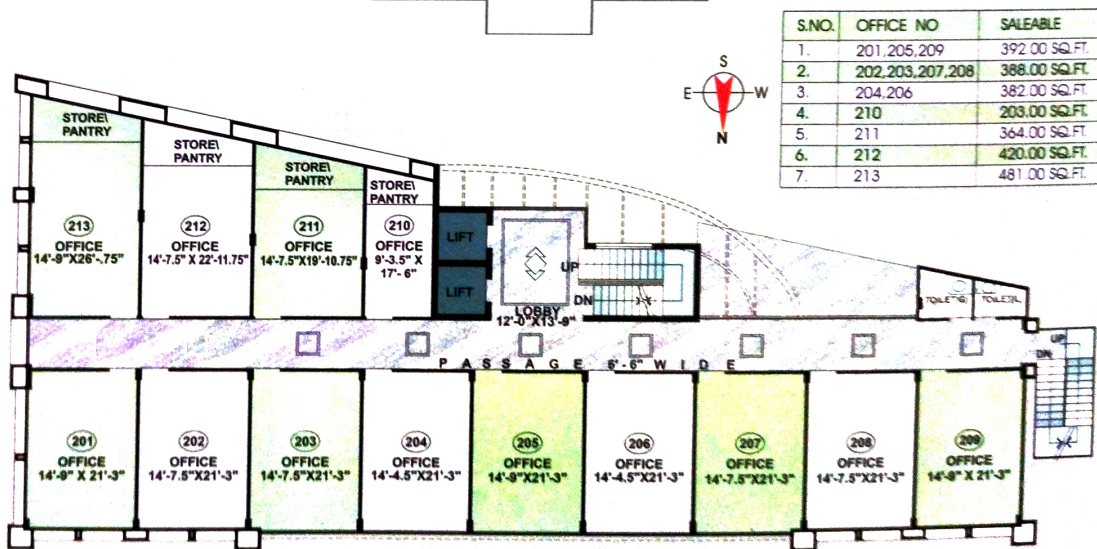 S.NO. OFFICE NO SALEABLE
1. 201,205,209 392.00 SQ.FT.
2. 202,203,207,208 388.00 SQ.FT.
3. 204,206 382.00 SQ.FT.
4. 210 203.00 SQ.FT.
5. 211 364.00 SQ.FT.
6. 212 420.00 SQ.FT.
7. 213 481.00 SQ.FT.
S
E W
N
STORE\
PANTRY
213
OFFICE
14'-9"X26'-.75"
STORE\
PANTRY
212
OFFICE
14'-7.5" X 22'-11.75"
STORE\
PANTRY
211
OFFICE
14'-7.5"X19'-10.75"
STORE\
PANTRY
210
OFFICE
9'-3.5" X
17'- 6"
LIFT
LIFT
UP
DN
LOBBY
12'-0"X13'-9"
PASSAGE 6'-6" WIDE
UP
DN
201
OFFICE
14'-9" X 21'-3"
202
OFFICE
14'-7.5"X21'-3"
203
OFFICE
14'-7.5"X21'-3"
204
OFFICE
14'-4.5"X21'-3"
205
OFFICE
14'-9"X21'-3"
206
OFFICE
14'-4.5"X21'-3"
207
OFFICE
14'-7.5"X21'-3"
208
OFFICE
14'-7.5"X21'-3"
209
OFFICE
14'-9" X 21'-3"